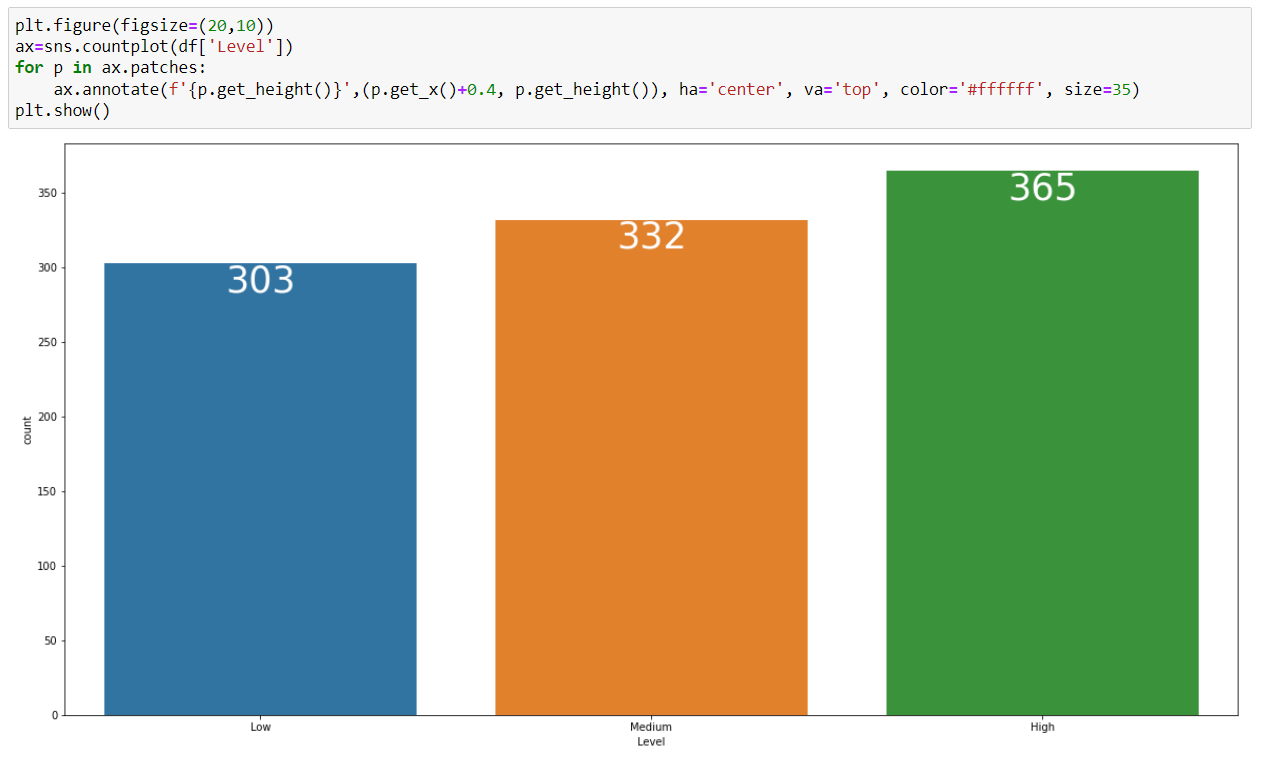 plt.figure(figsize=(20,10))
ax=sns.countplot(df['Level'])
for p in ax.patches:
    ax.annotate(f'{p.get_height()}',(p.get_x()+0.4, p.get_height()), ha='center', va='top', color='#ffffff', size=35)
plt.show()
350
300
250
200
150
100
50
0
count
303
332
365
Low
Medium
High
Level